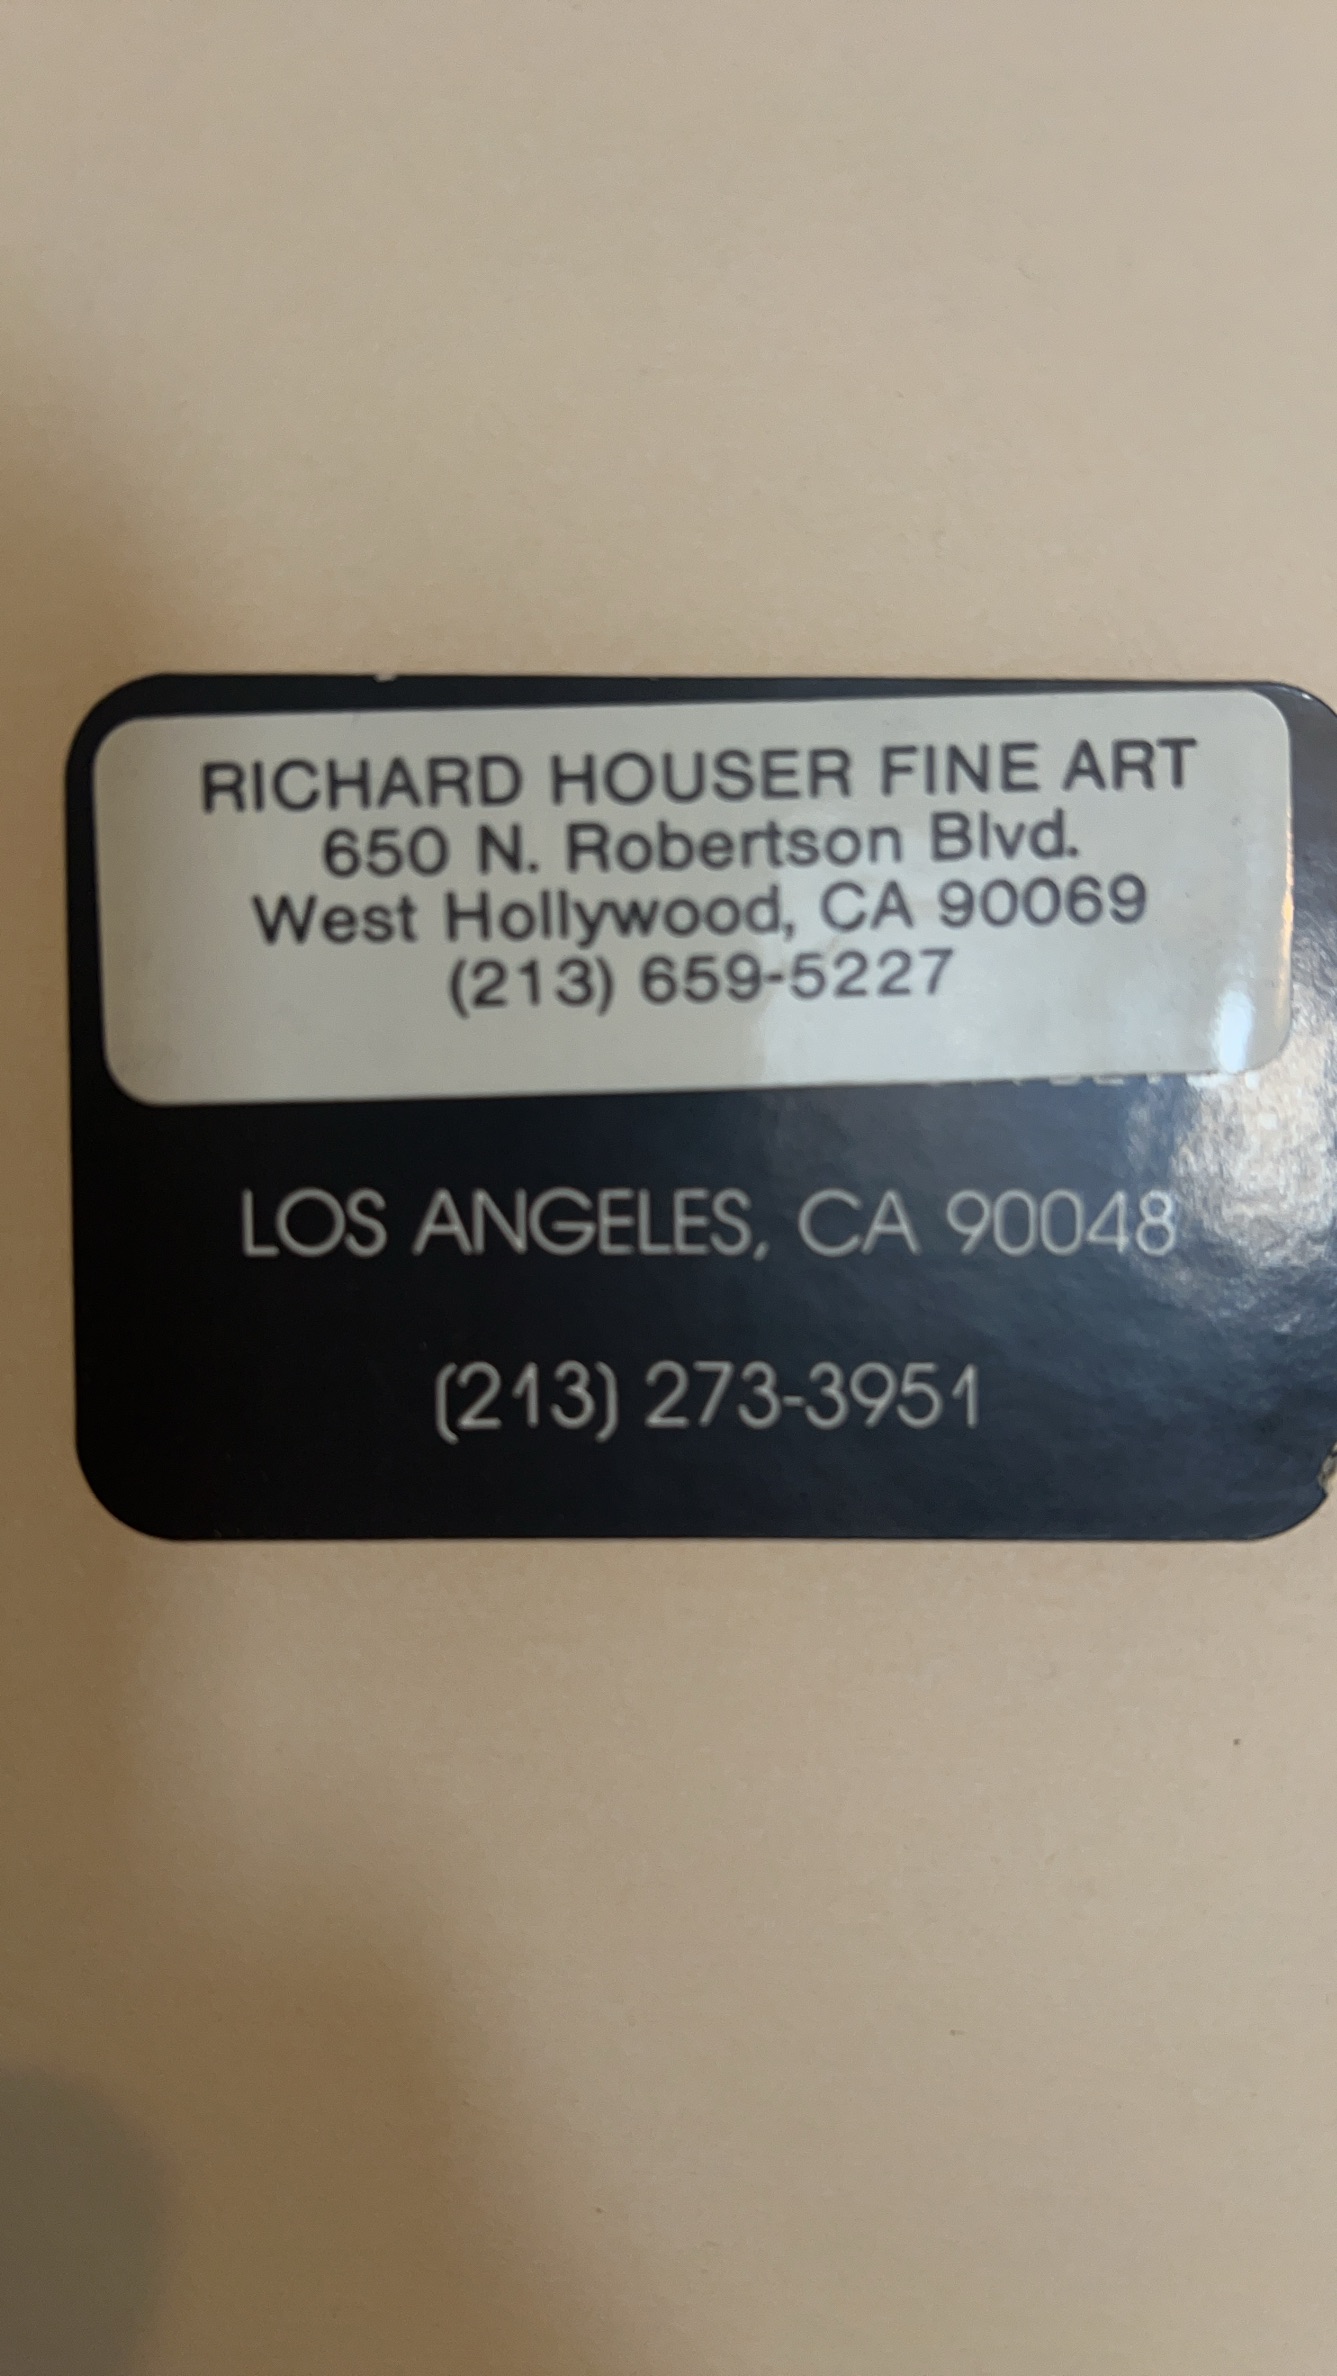 RICHARD HOUSER FINE ART
650 N. Robertson Blvd.
West Hollywood, CA 90069
(213) 659-5227
LOS ANGELES, CA 90048
(213) 273-3951